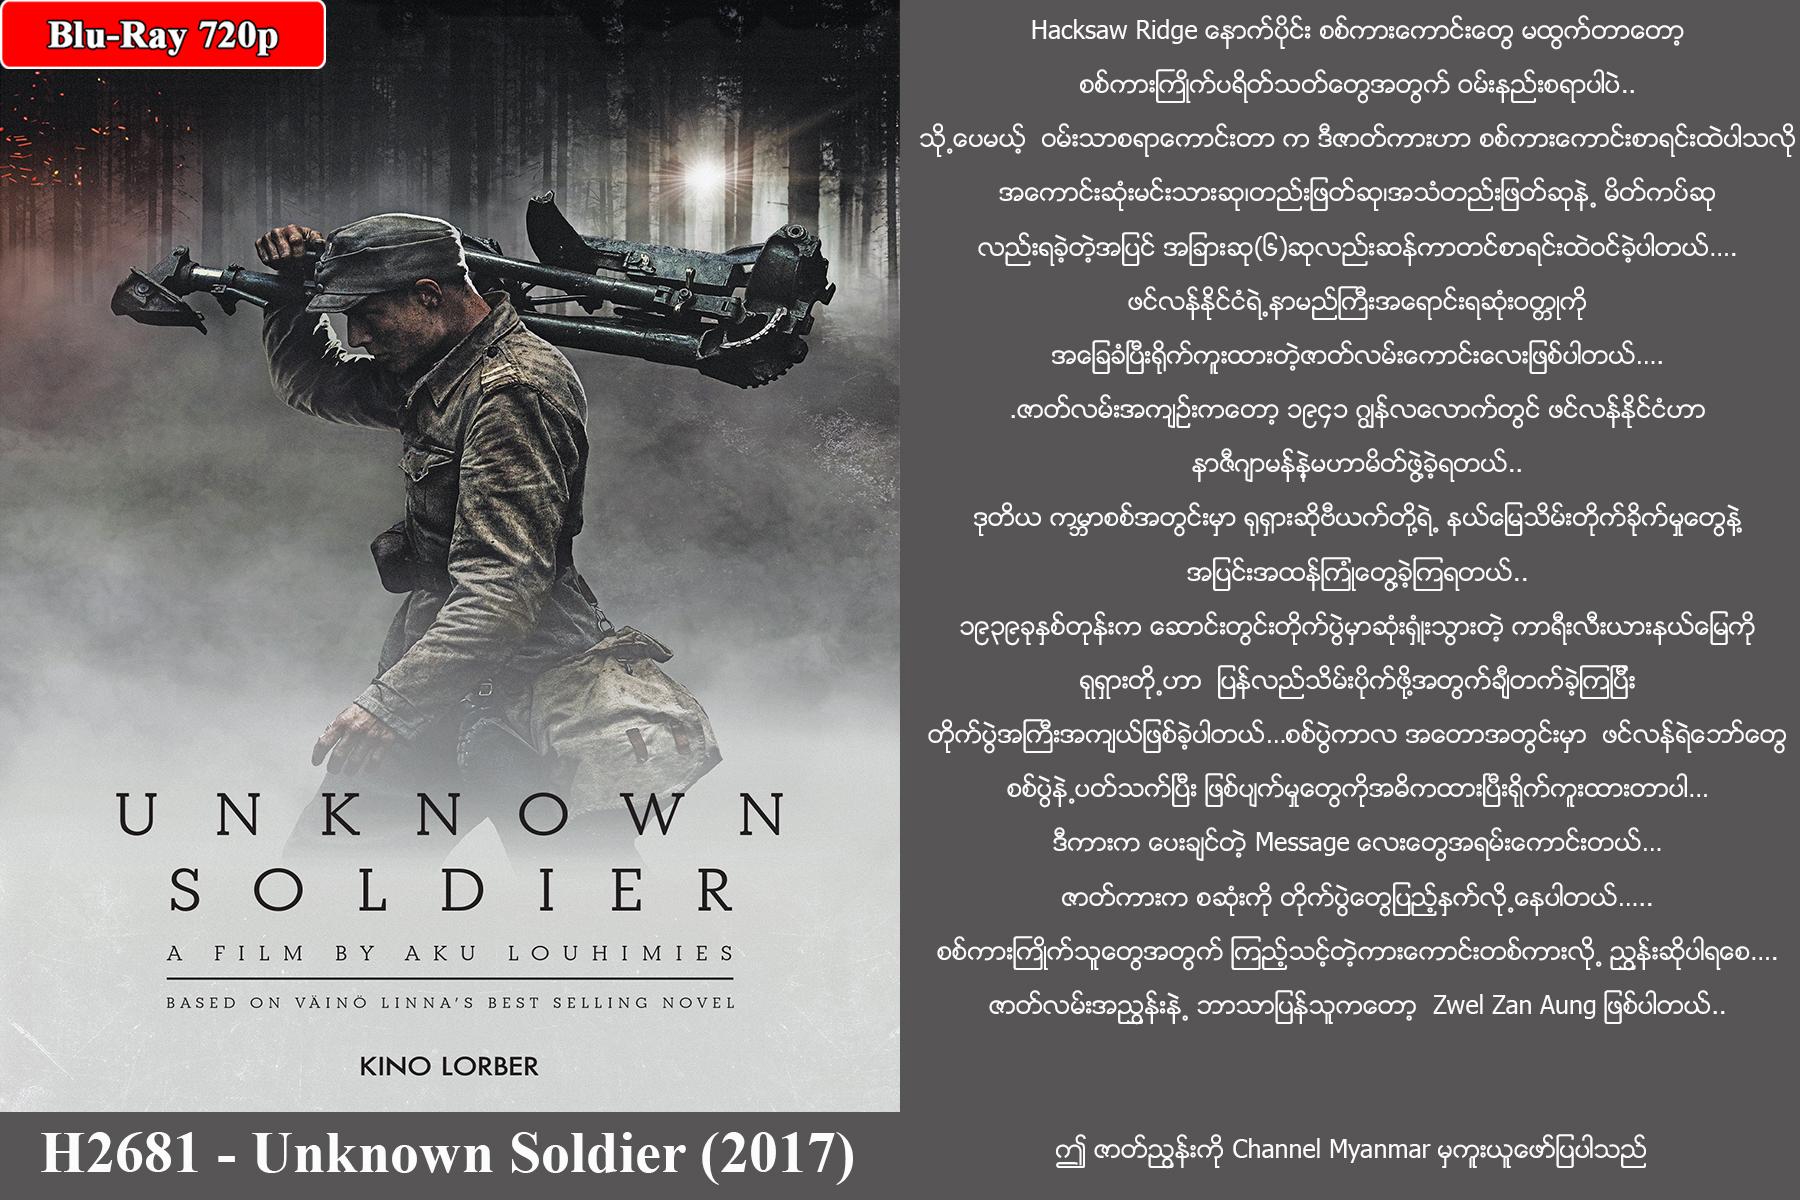 Blu-Ray 720p
UNKNOWN
SOLDIER
A FILM BY AKU LOUHIMIES
BASED ON VÄINÖ LINNA'S BEST SELLING NOVEL
KINO LORBER
H2681 - Unknown Soldier (2017)
Hacksaw Ridge နောက်ပိုင်း စစ်ကားကောင်းတွေ မထွက်တာတော့
စစ်ကားကြိုက်ပရိတ်သတ်တွေအတွက် ဝမ်းနည်းစရာပါပဲ..
သို့ပေမယ့် ဝမ်းသာစရာကောင်းတာ က ဒီဇာတ်ကားဟာ စစ်ကားကောင်းစာရင်းထဲပါသလို
အကောင်းဆုံးမင်းသားဆု၊တည်းဖြတ်ဆု၊အသံတည်းဖြတ်ဆုနဲ့ မိတ်ကပ်ဆု
လည်းရခဲ့တဲ့အပြင် အခြားဆု(၆)ဆုလည်းဆန်ကာတင်စာရင်းထဲဝင်ခဲ့ပါတယ်....
ဖင်လန်နိုင်ငံရဲ့နာမည်ကြီးအရောင်းရဆုံးဝတ္တုကို
အခြေခံပြီးရိုက်ကူးထားတဲ့ဇာတ်လမ်းကောင်းလေးဖြစ်ပါတယ်....
.ဇာတ်လမ်းအကျဉ်းကတော့ ၁၉၄၁ ဂျွန်လလောက်တွင် ဖင်လန်နိုင်ငံဟာ
နာဇီဂျာမန်နဲ့မဟာမိတ်ဖွဲ့ခဲ့ရတယ်..
ဒုတိယ ကမ္ဘာစစ်အတွင်းမှာ ရုရှားဆိုဗီယက်တို့ရဲ့ နယ်မြေသိမ်းတိုက်ခိုက်မှုတွေနဲ့
အပြင်းအထန်ကြုံတွေ့ခဲ့ကြရတယ်..
၁၉၃၉ခုနှစ်တုန်းက ဆောင်းတွင်းတိုက်ပွဲမှာဆုံးရှုံးသွားတဲ့ ကာရီးလီးယားနယ်မြေကို
ရုရှားတို့ဟာ ပြန်လည်သိမ်းပိုက်ဖို့အတွက်ချီတက်ခဲ့ကြပြီး
တိုက်ပွဲအကြီးအကျယ်ဖြစ်ခဲ့ပါတယ်...စစ်ပွဲကာလ အတောအတွင်းမှာ ဖင်လန်ရဲဘော်တွေ
စစ်ပွဲနဲ့ပတ်သက်ပြီး ဖြစ်ပျက်မှုတွေကိုအဓိကထားပြီးရိုက်ကူးထားတာပါ...
ဒီကားက ပေးချင်တဲ့ Message လေးတွေအရမ်းကောင်းတယ်...
ဇာတ်ကားက စဆုံးကို တိုက်ပွဲတွေပြည့်နှက်လို့နေပါတယ်.....
စစ်ကားကြိုက်သူတွေအတွက် ကြည့်သင့်တဲ့ကားကောင်းတစ်ကားလို့ ညွှန်းဆိုပါရစေ....
ဇာတ်လမ်းအညွှန်းနဲ့ ဘာသာပြန်သူကတော့ Zwel Zan Aung ဖြစ်ပါတယ်..
ဤ ဇာတ်ညွှန်းကို Channel Myanmar မှကူးယူဖော်ပြပါသည်